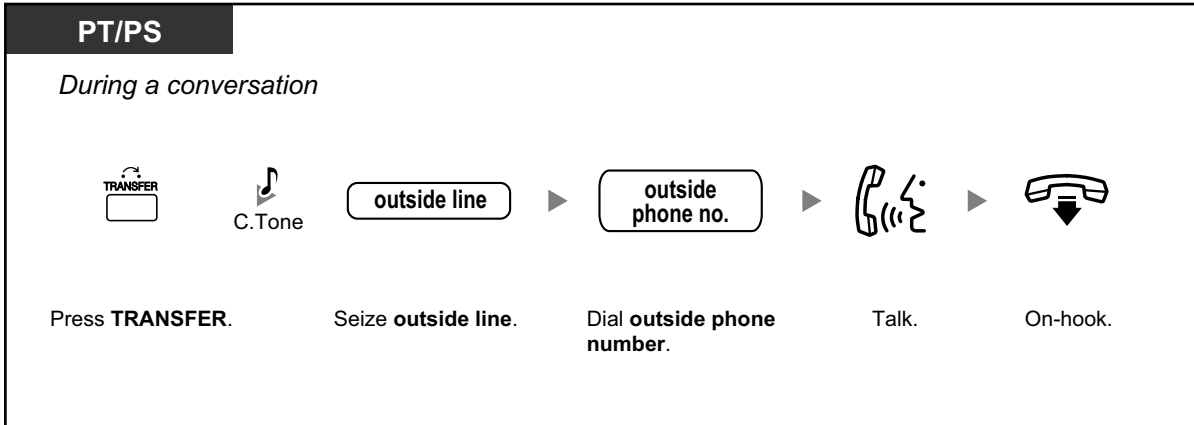 PT/PS
During a conversation
TRANSFER
C.Tone
outside line
outside
phone no.
Press TRANSFER.
Seize outside line.
Dial outside phone
number.
Talk.
On-hook.